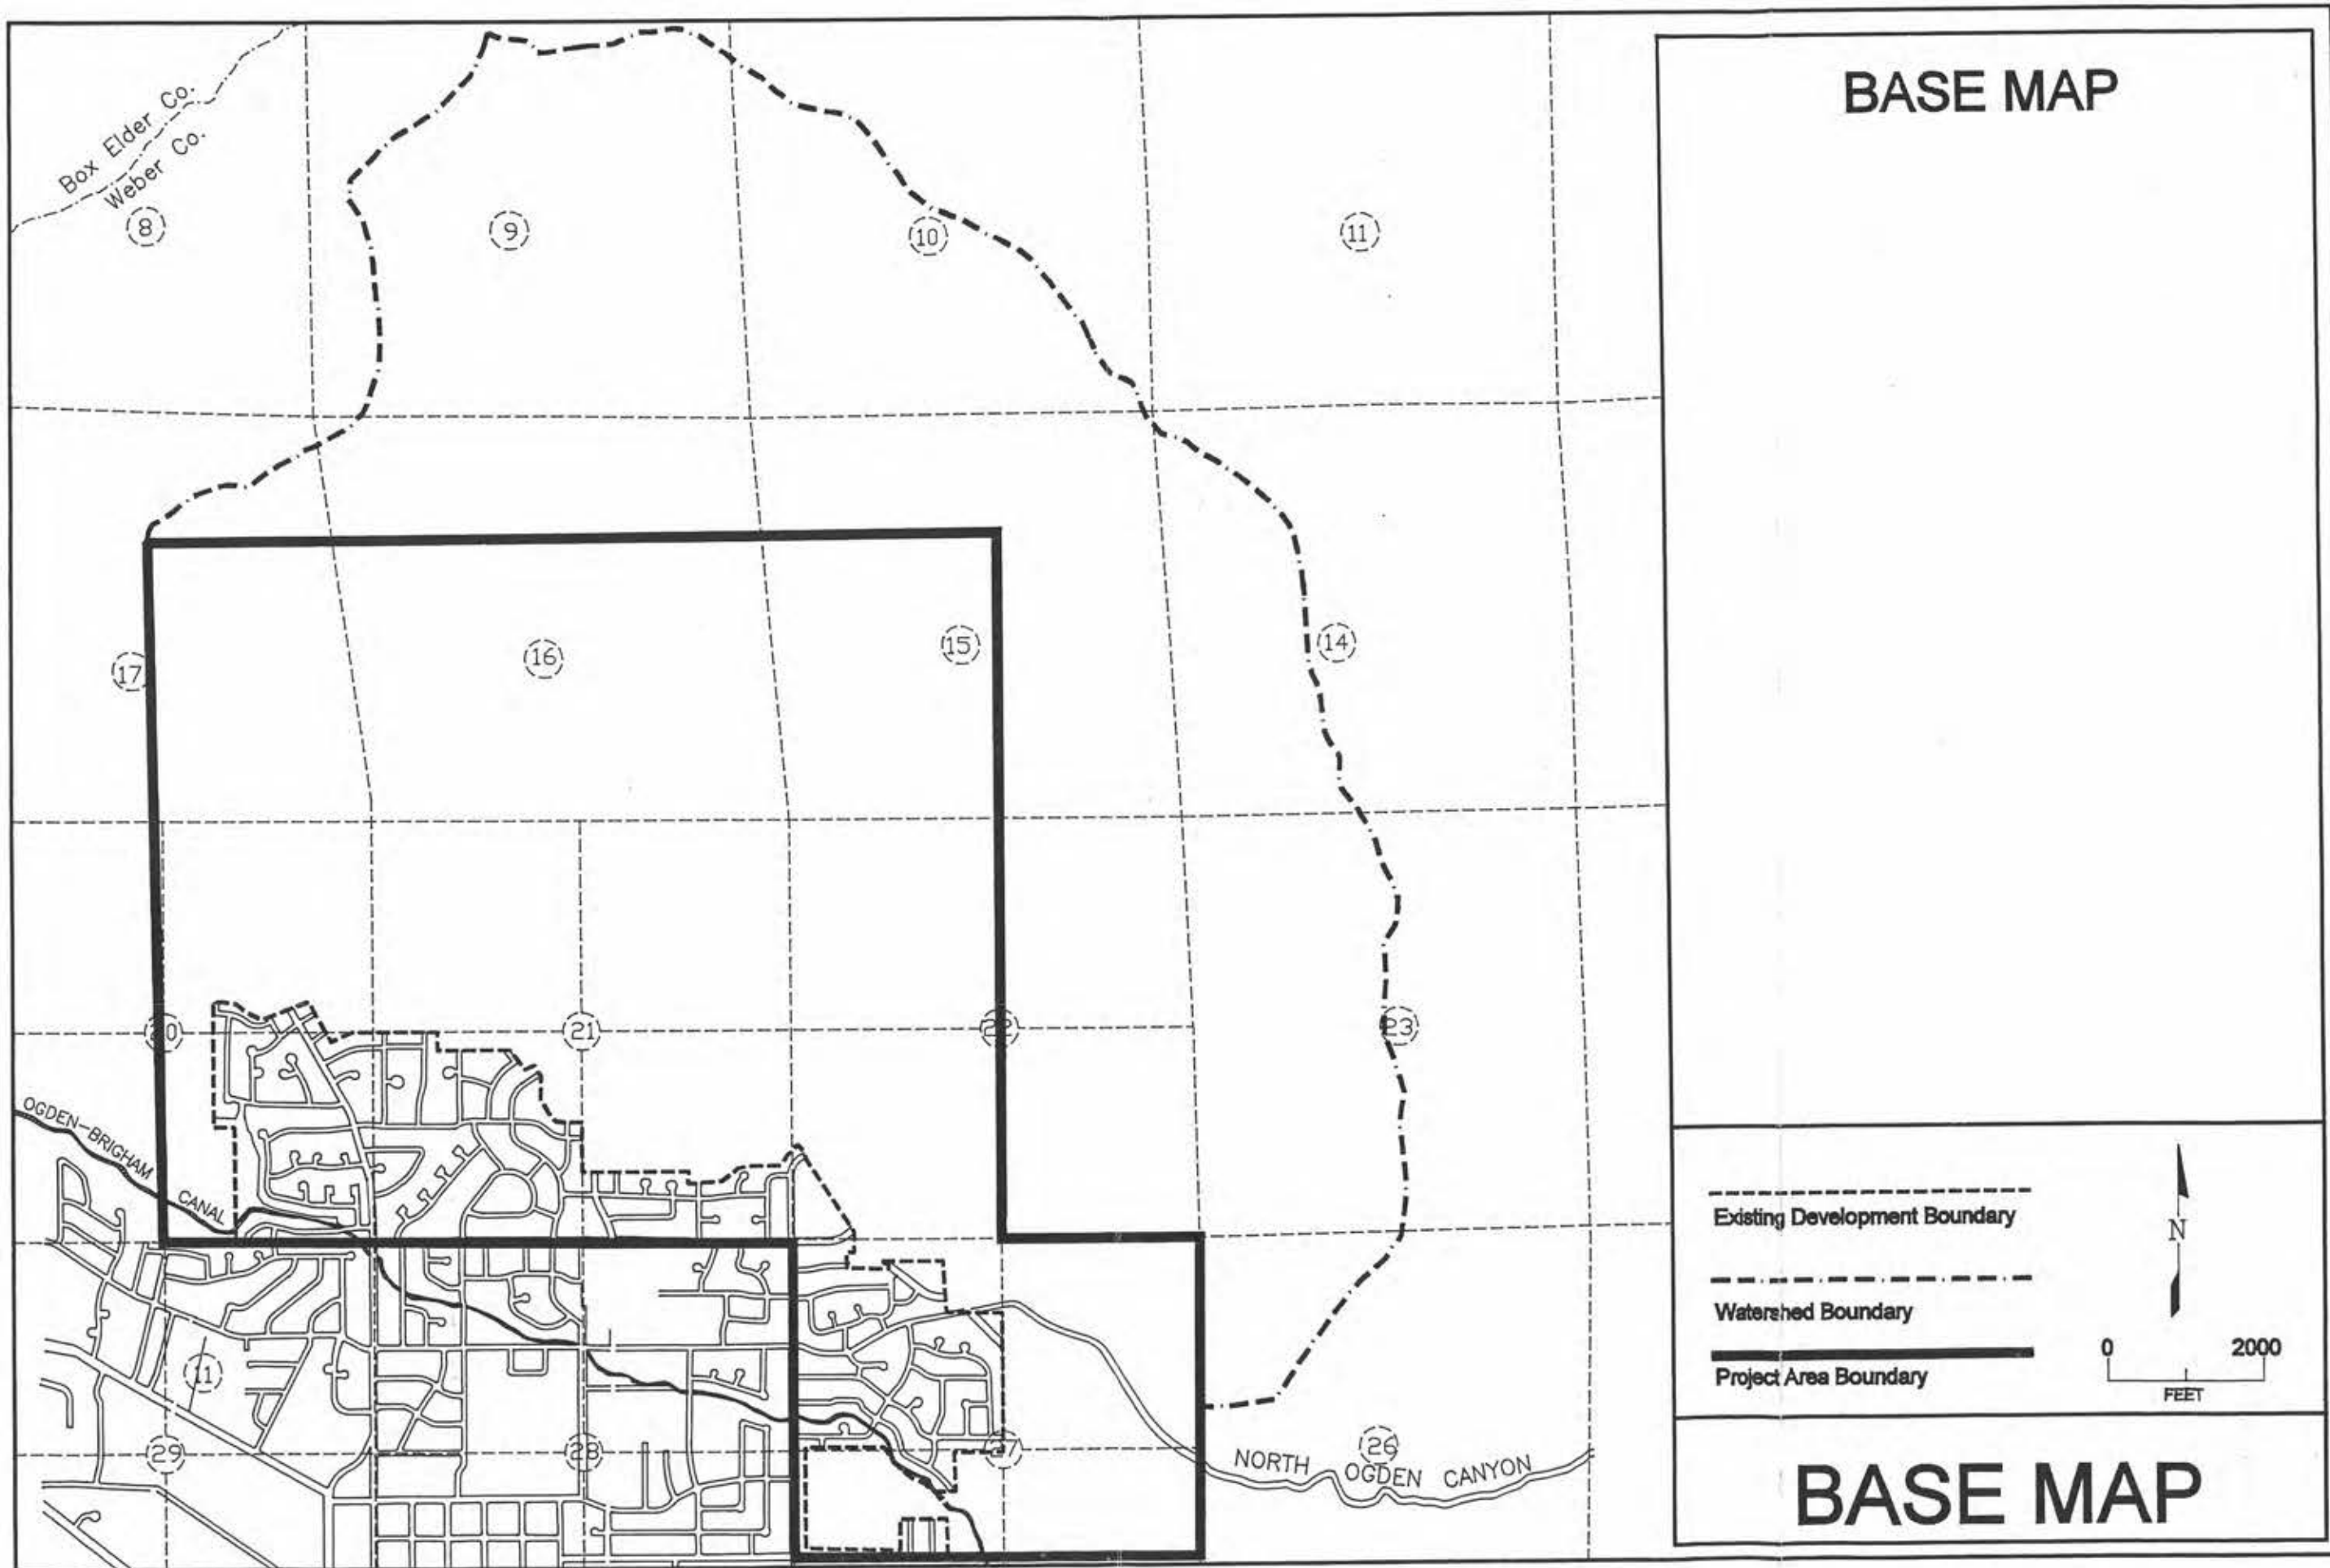 BASE MAP
Box Elder Co.
Weber Co.
8
9
10
11
17
16
15
14
20
21
22
23
OGDEN-BRIGHAM CANAL
11
29
28
27
26
NORTH OGDEN CANYON
Existing Development Boundary
Watershed Boundary
Project Area Boundary
N
0 2000
FEET
BASE MAP